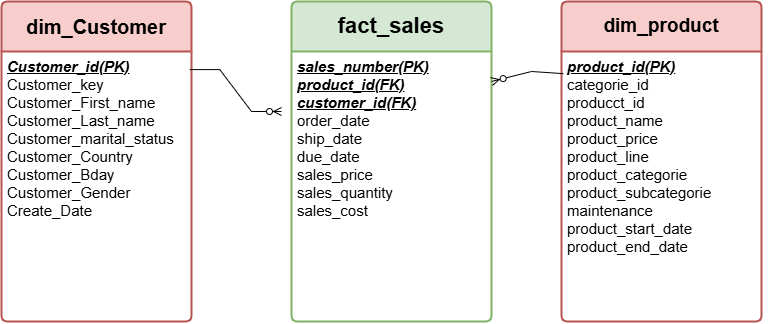 dim_Customer
Customer_id(PK)
Customer_key
Customer_First_name
Customer_Last_name
Customer_marital_status
Customer_Country
Customer_Bday
Customer_Gender
Create_Date
fact_sales
sales_number(PK)
product_id(FK)
customer_id(FK)
order_date
ship_date
due_date
sales_price
sales_quantity
sales_cost
dim_product
product_id(PK)
categorie_id
producct_id
product_name
product_price
product_line
product_categorie
product_subcategorie
maintenance
product_start_date
product_end_date